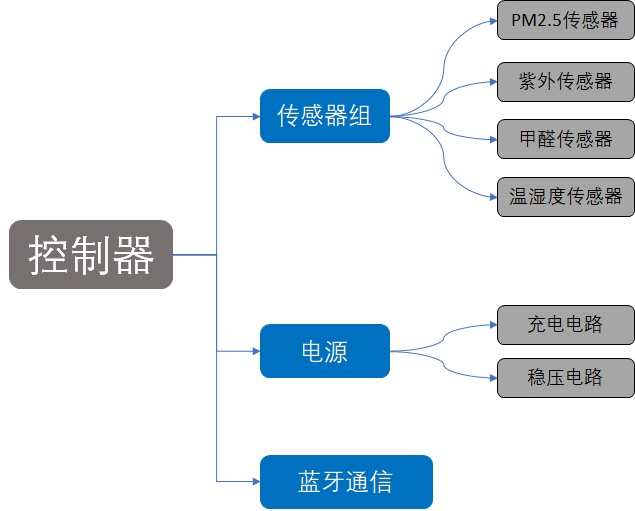 控制器
传感器组
PM2.5传感器
紫外传感器
甲醛传感器
温湿度传感器
电源
充电电路
稳压电路
蓝牙通信